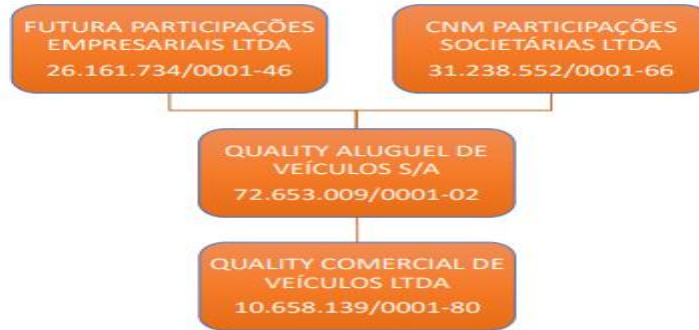 FUTURA PARTICIPAÇÕES
EMPRESARIAIS LTDA
26.161.734/0001-46
CNM PARTICIPAÇÕES
SOCIETÁRIAS LTDA
31.238.552/0001-66
QUALITY ALUGUEL DE
VEÍCULOS S/A
72.653.009/0001-02
QUALITY COMERCIAL DE
VEÍCULOS LTDA
10.658.139/0001-80